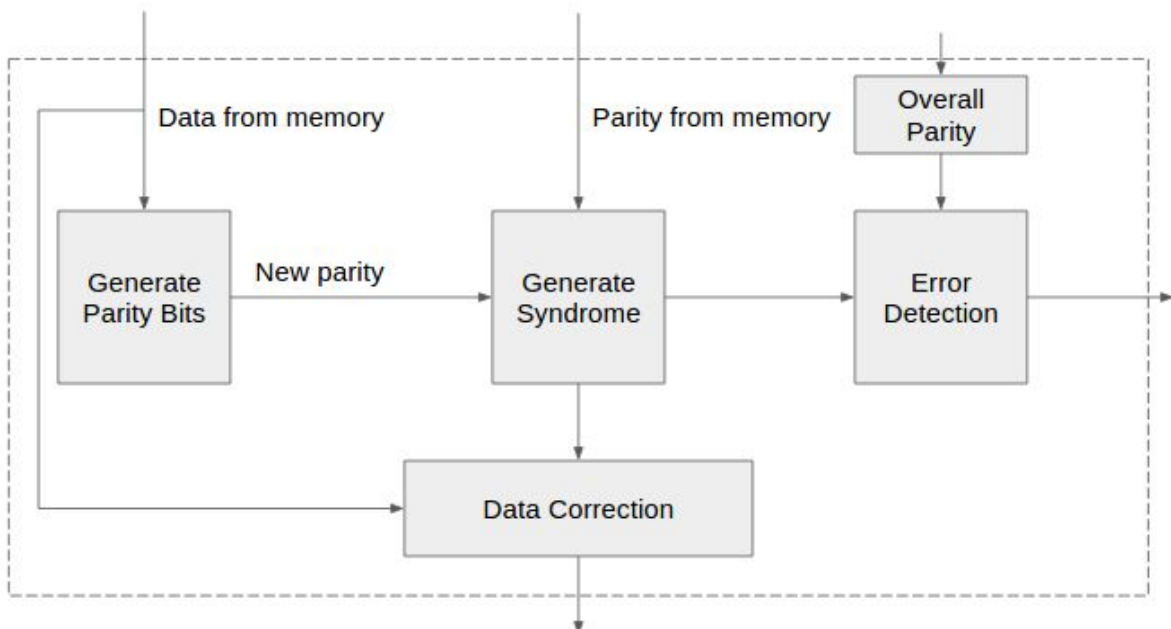 Data from memory
Parity from memory
Overall
Parity
Generate
Parity Bits
New parity
Generate
Syndrome
Error
Detection
Data Correction